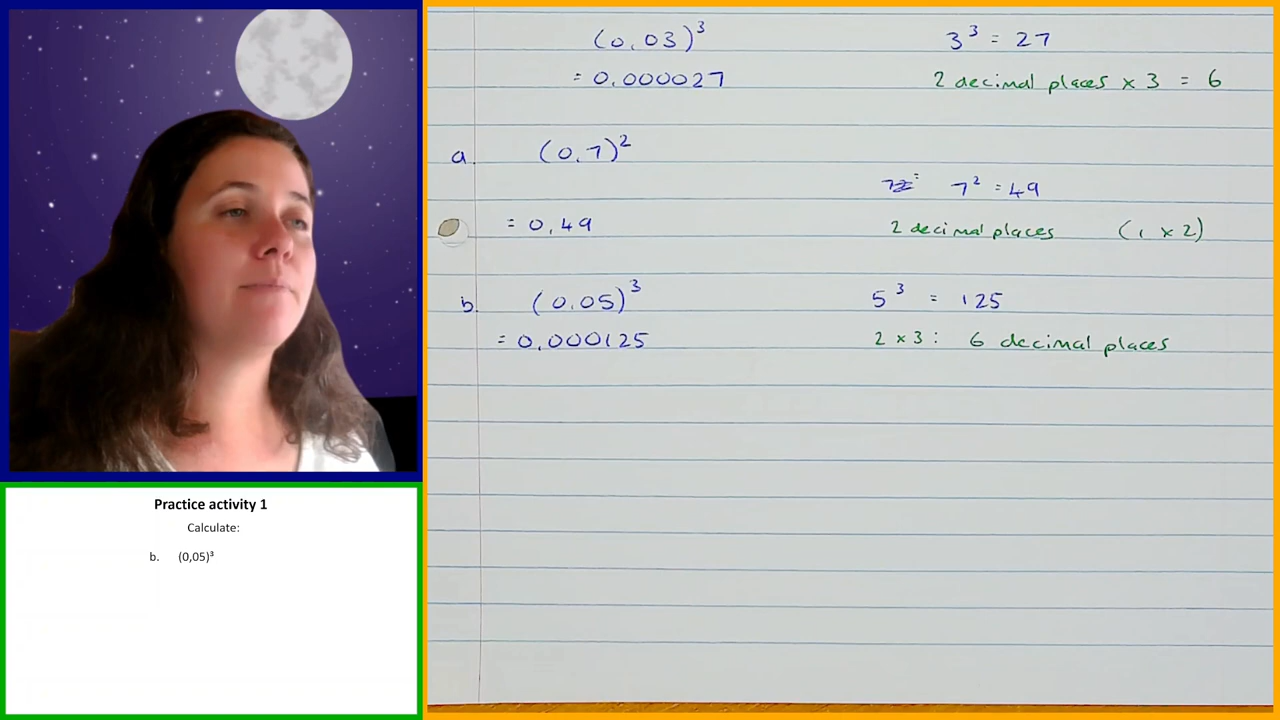 (0,03)³ 3³ = 27
= 0,000027 2 decimal places × 3 = 6
a. (0,7)²
7² = 49
= 0,49 2 decimal places (1 × 2)
b. (0,05)³ 5³ = 125
= 0,000125 2 × 3 : 6 decimal places
Practice activity 1
Calculate:
b. (0,05)³